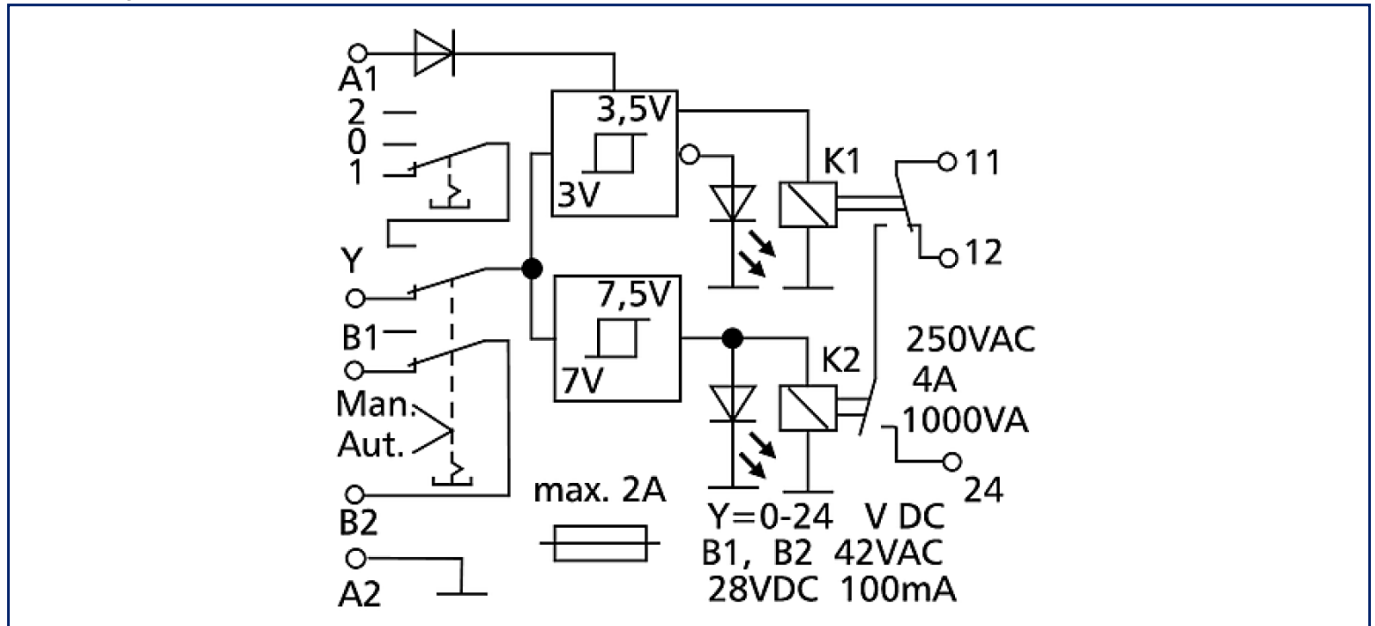 A1
2
0
1
3,5V
3V
K1
11
12
Y
7,5V
7V
B1
K2
250VAC
4A
1000VA
Man.
Aut.
24
max. 2A
B2
Y=0-24 V DC
B1, B2 42VAC
28VDC 100mA
A2